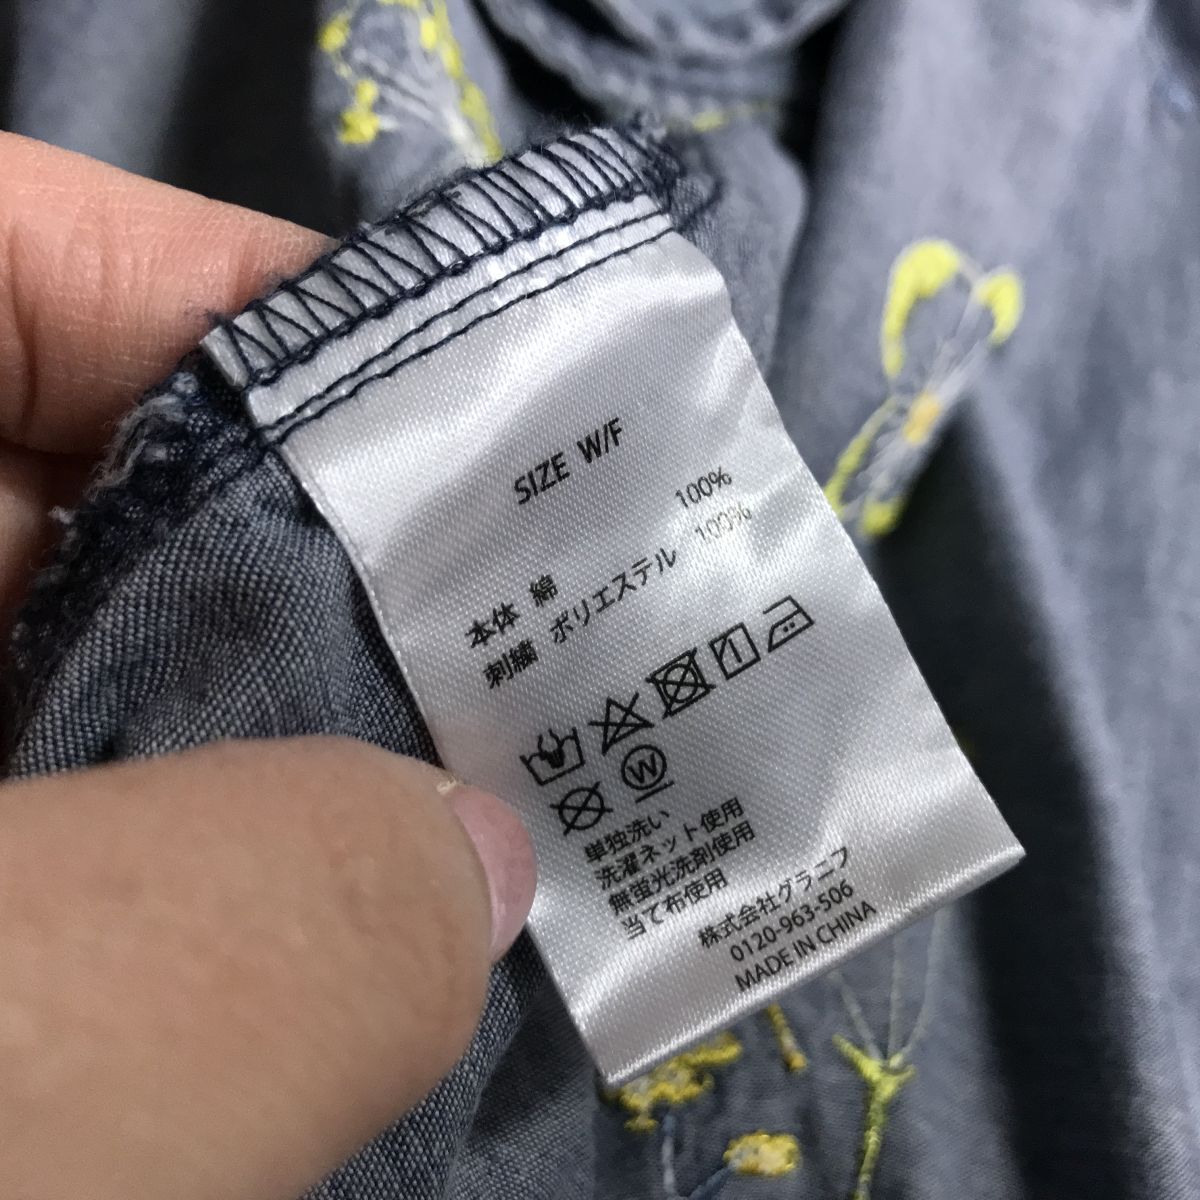 SIZE W/F
本体 綿 100%
刺繍 ポリエステル 100%
単独洗い
洗濯ネット使用
無蛍光洗剤使用
当て布使用
株式会社グラニフ
0120-963-506
MADE IN CHINA